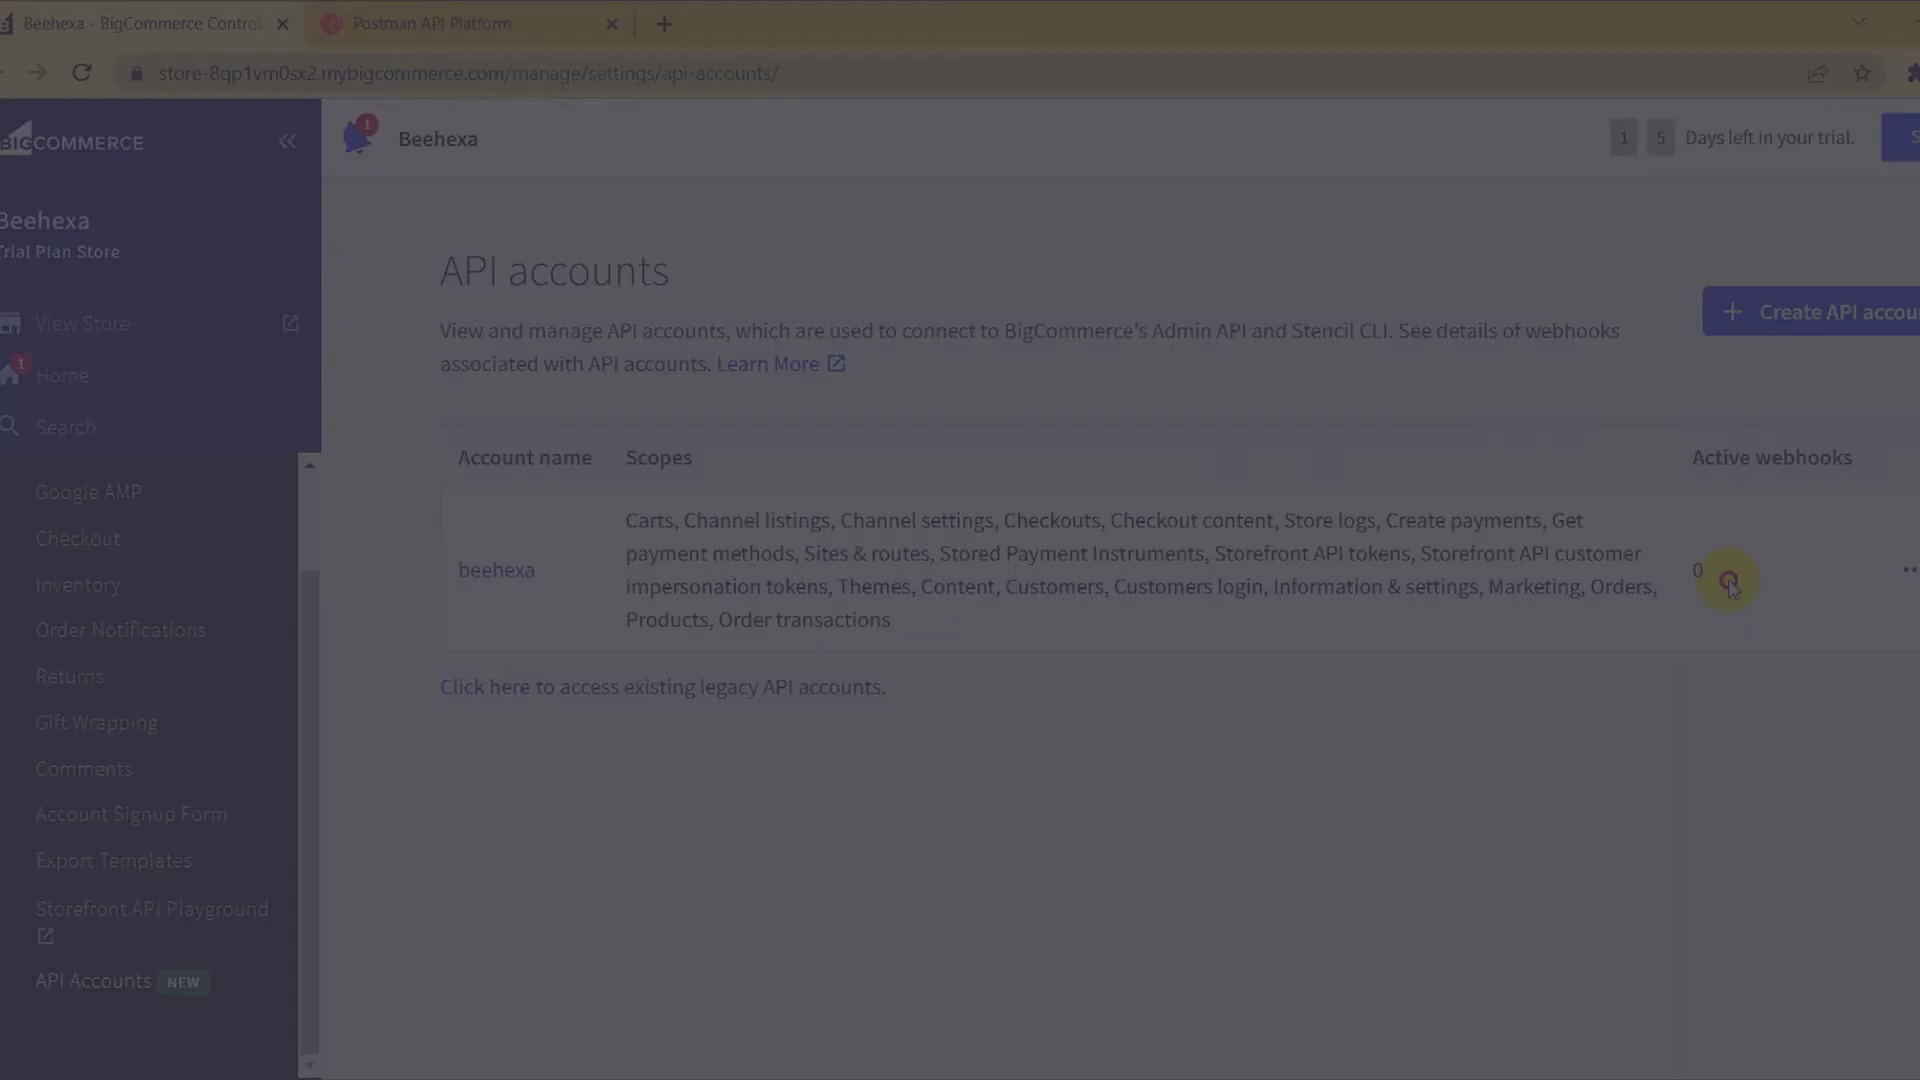 Beehexa - BigCommerce Control
Postman API Platform
store-8qp1vm0sx2.mybigcommerce.com/manage/settings/api-accounts/
BIGCOMMERCE
1
Beehexa
1 5 Days left in your trial.
S
Beehexa
Trial Plan Store
View Store
1
Home
Search
Google AMP
Checkout
Inventory
Order Notifications
Returns
Gift Wrapping
Comments
Account Signup Form
Export Templates
Storefront API Playground
API Accounts NEW
API accounts
View and manage API accounts, which are used to connect to BigCommerce's Admin API and Stencil CLI. See details of webhooks
associated with API accounts. Learn More
+ Create API accou
Account name Scopes Active webhooks
beehexa
Carts, Channel listings, Channel settings, Checkouts, Checkout content, Store logs, Create payments, Get
payment methods, Sites & routes, Stored Payment Instruments, Storefront API tokens, Storefront API customer
impersonation tokens, Themes, Content, Customers, Customers login, Information & settings, Marketing, Orders,
Products, Order transactions
0
Click here to access existing legacy API accounts.